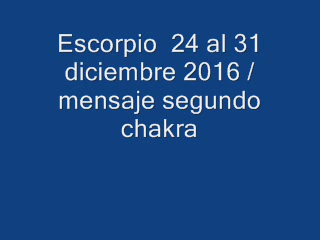 Escorpio  24 al 31
diciembre 2016 /
mensaje segundo
chakra